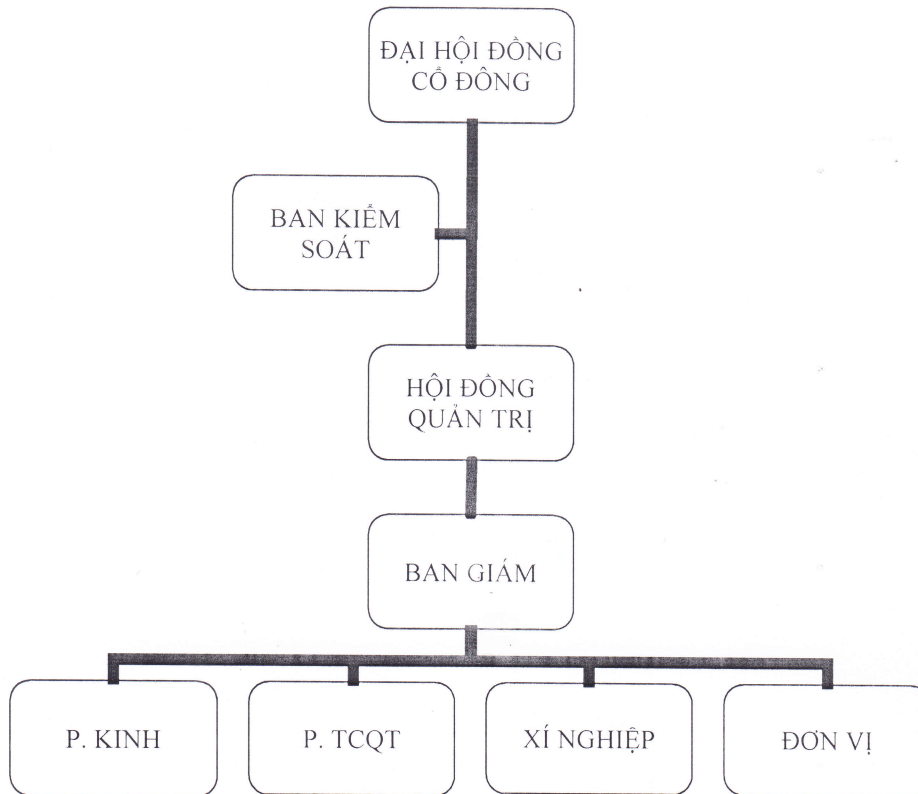 ĐẠI HỘI ĐỒNG
CỔ ĐÔNG
BAN KIỂM
SOÁT
HỘI ĐỒNG
QUẢN TRỊ
BAN GIÁM
P. KINH
P. TCQT
XÍ NGHIỆP
ĐƠN VỊ